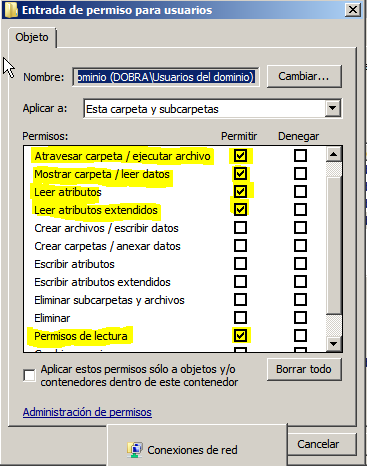 Entrada de permiso para usuarios
Objeto
Nombre: ominio (DOBRA\Usuarios del dominio) Cambiar...
Aplicar a: Esta carpeta y subcarpetas
Permisos: Permitir Denegar
Atravesar carpeta / ejecutar archivo
Mostrar carpeta / leer datos
Leer atributos
Leer atributos extendidos
Crear archivos / escribir datos
Crear carpetas / anexar datos
Escribir atributos
Escribir atributos extendidos
Eliminar subcarpetas y archivos
Eliminar
Permisos de lectura
Aplicar estos permisos sólo a objetos y/o
contenedores dentro de este contenedor
Borrar todo
Administración de permisos
Conexiones de red
Cancelar